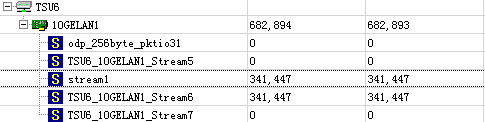 TSU6
10GELAN1 682,894 682,893
S odp_256byte_pktio31 0 0
S TSU6_10GELAN1_Stream5 0 0
S stream1 341,447 341,447
S TSU6_10GELAN1_Stream6 341,447 341,447
S TSU6_10GELAN1_Stream7 0 0